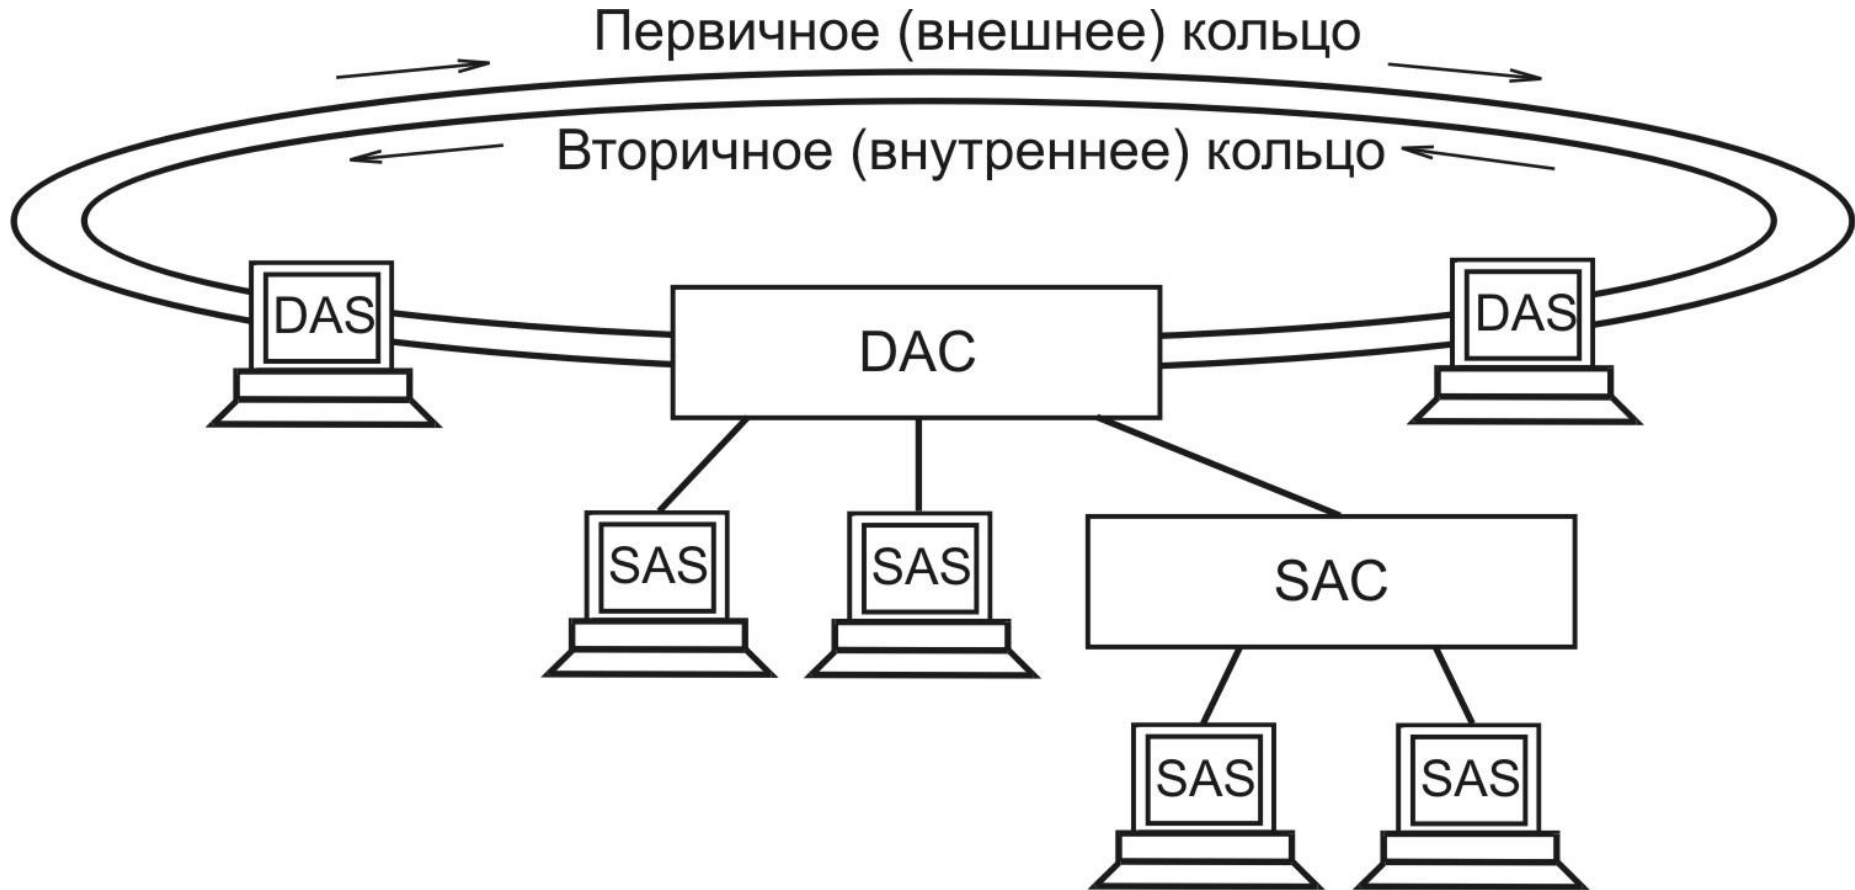 Первичное (внешнее) кольцо
Вторичное (внутреннее) кольцо
DAS
DAC
DAS
SAS
SAS
SAC
SAS
SAS